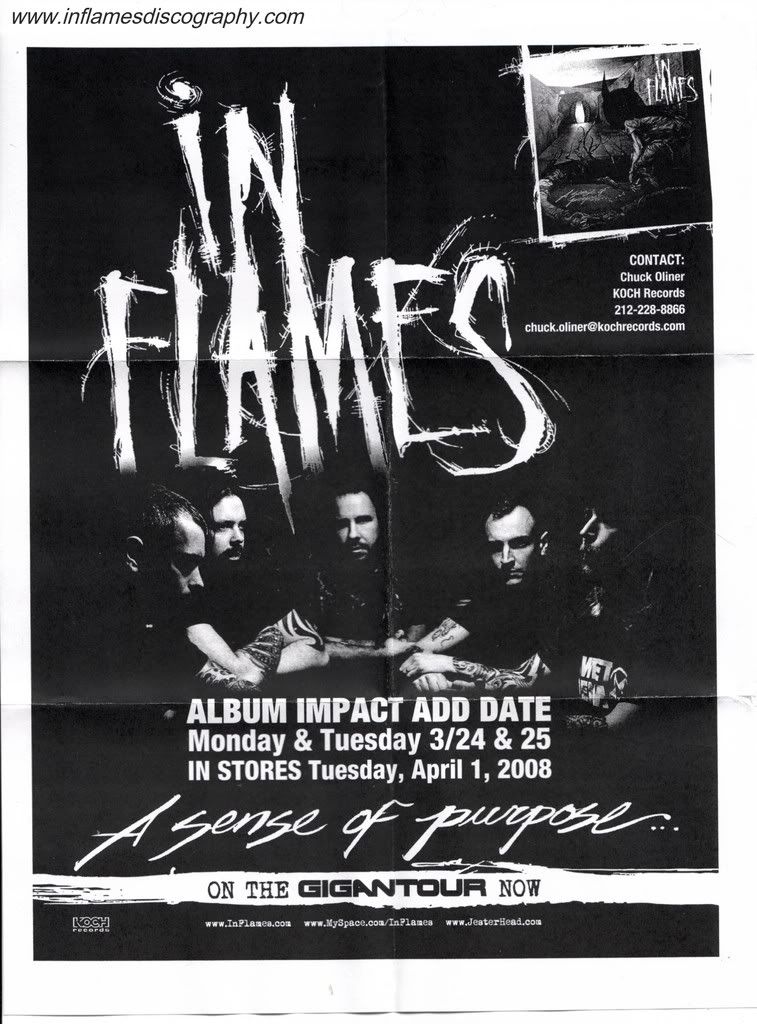 www.inflamesdiscography.com
IN
FLAMES
IN
FLAMES
CONTACT:
Chuck Oliner
KOCH Records
212-228-8866
chuck.oliner@kochrecords.com
MET
ALBUM IMPACT ADD DATE
Monday & Tuesday 3/24 & 25
IN STORES Tuesday, April 1, 2008
A sense of purpose...
ON THE GIGANTOUR NOW
KOCH
records
www.InFlames.com www.MySpace.com/InFlames www.JesterHead.com